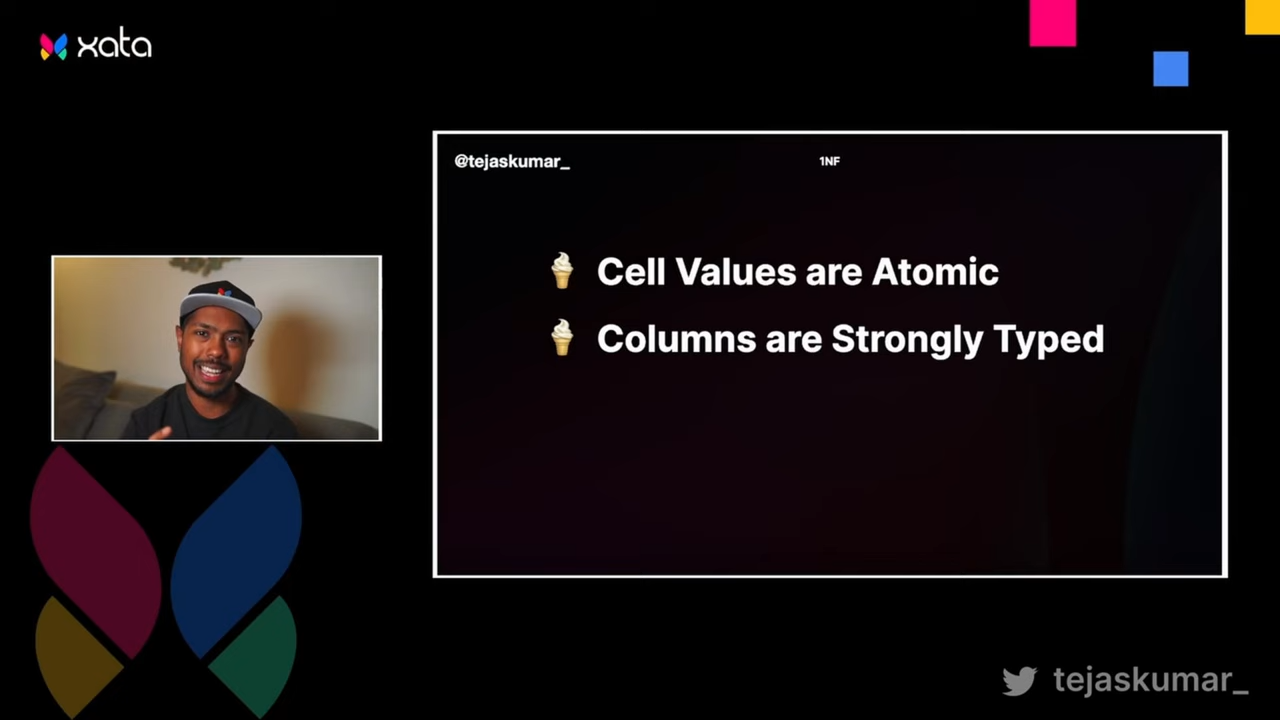 xata
@tejaskumar_
1NF
🍦 Cell Values are Atomic
🍦 Columns are Strongly Typed
tejaskumar_